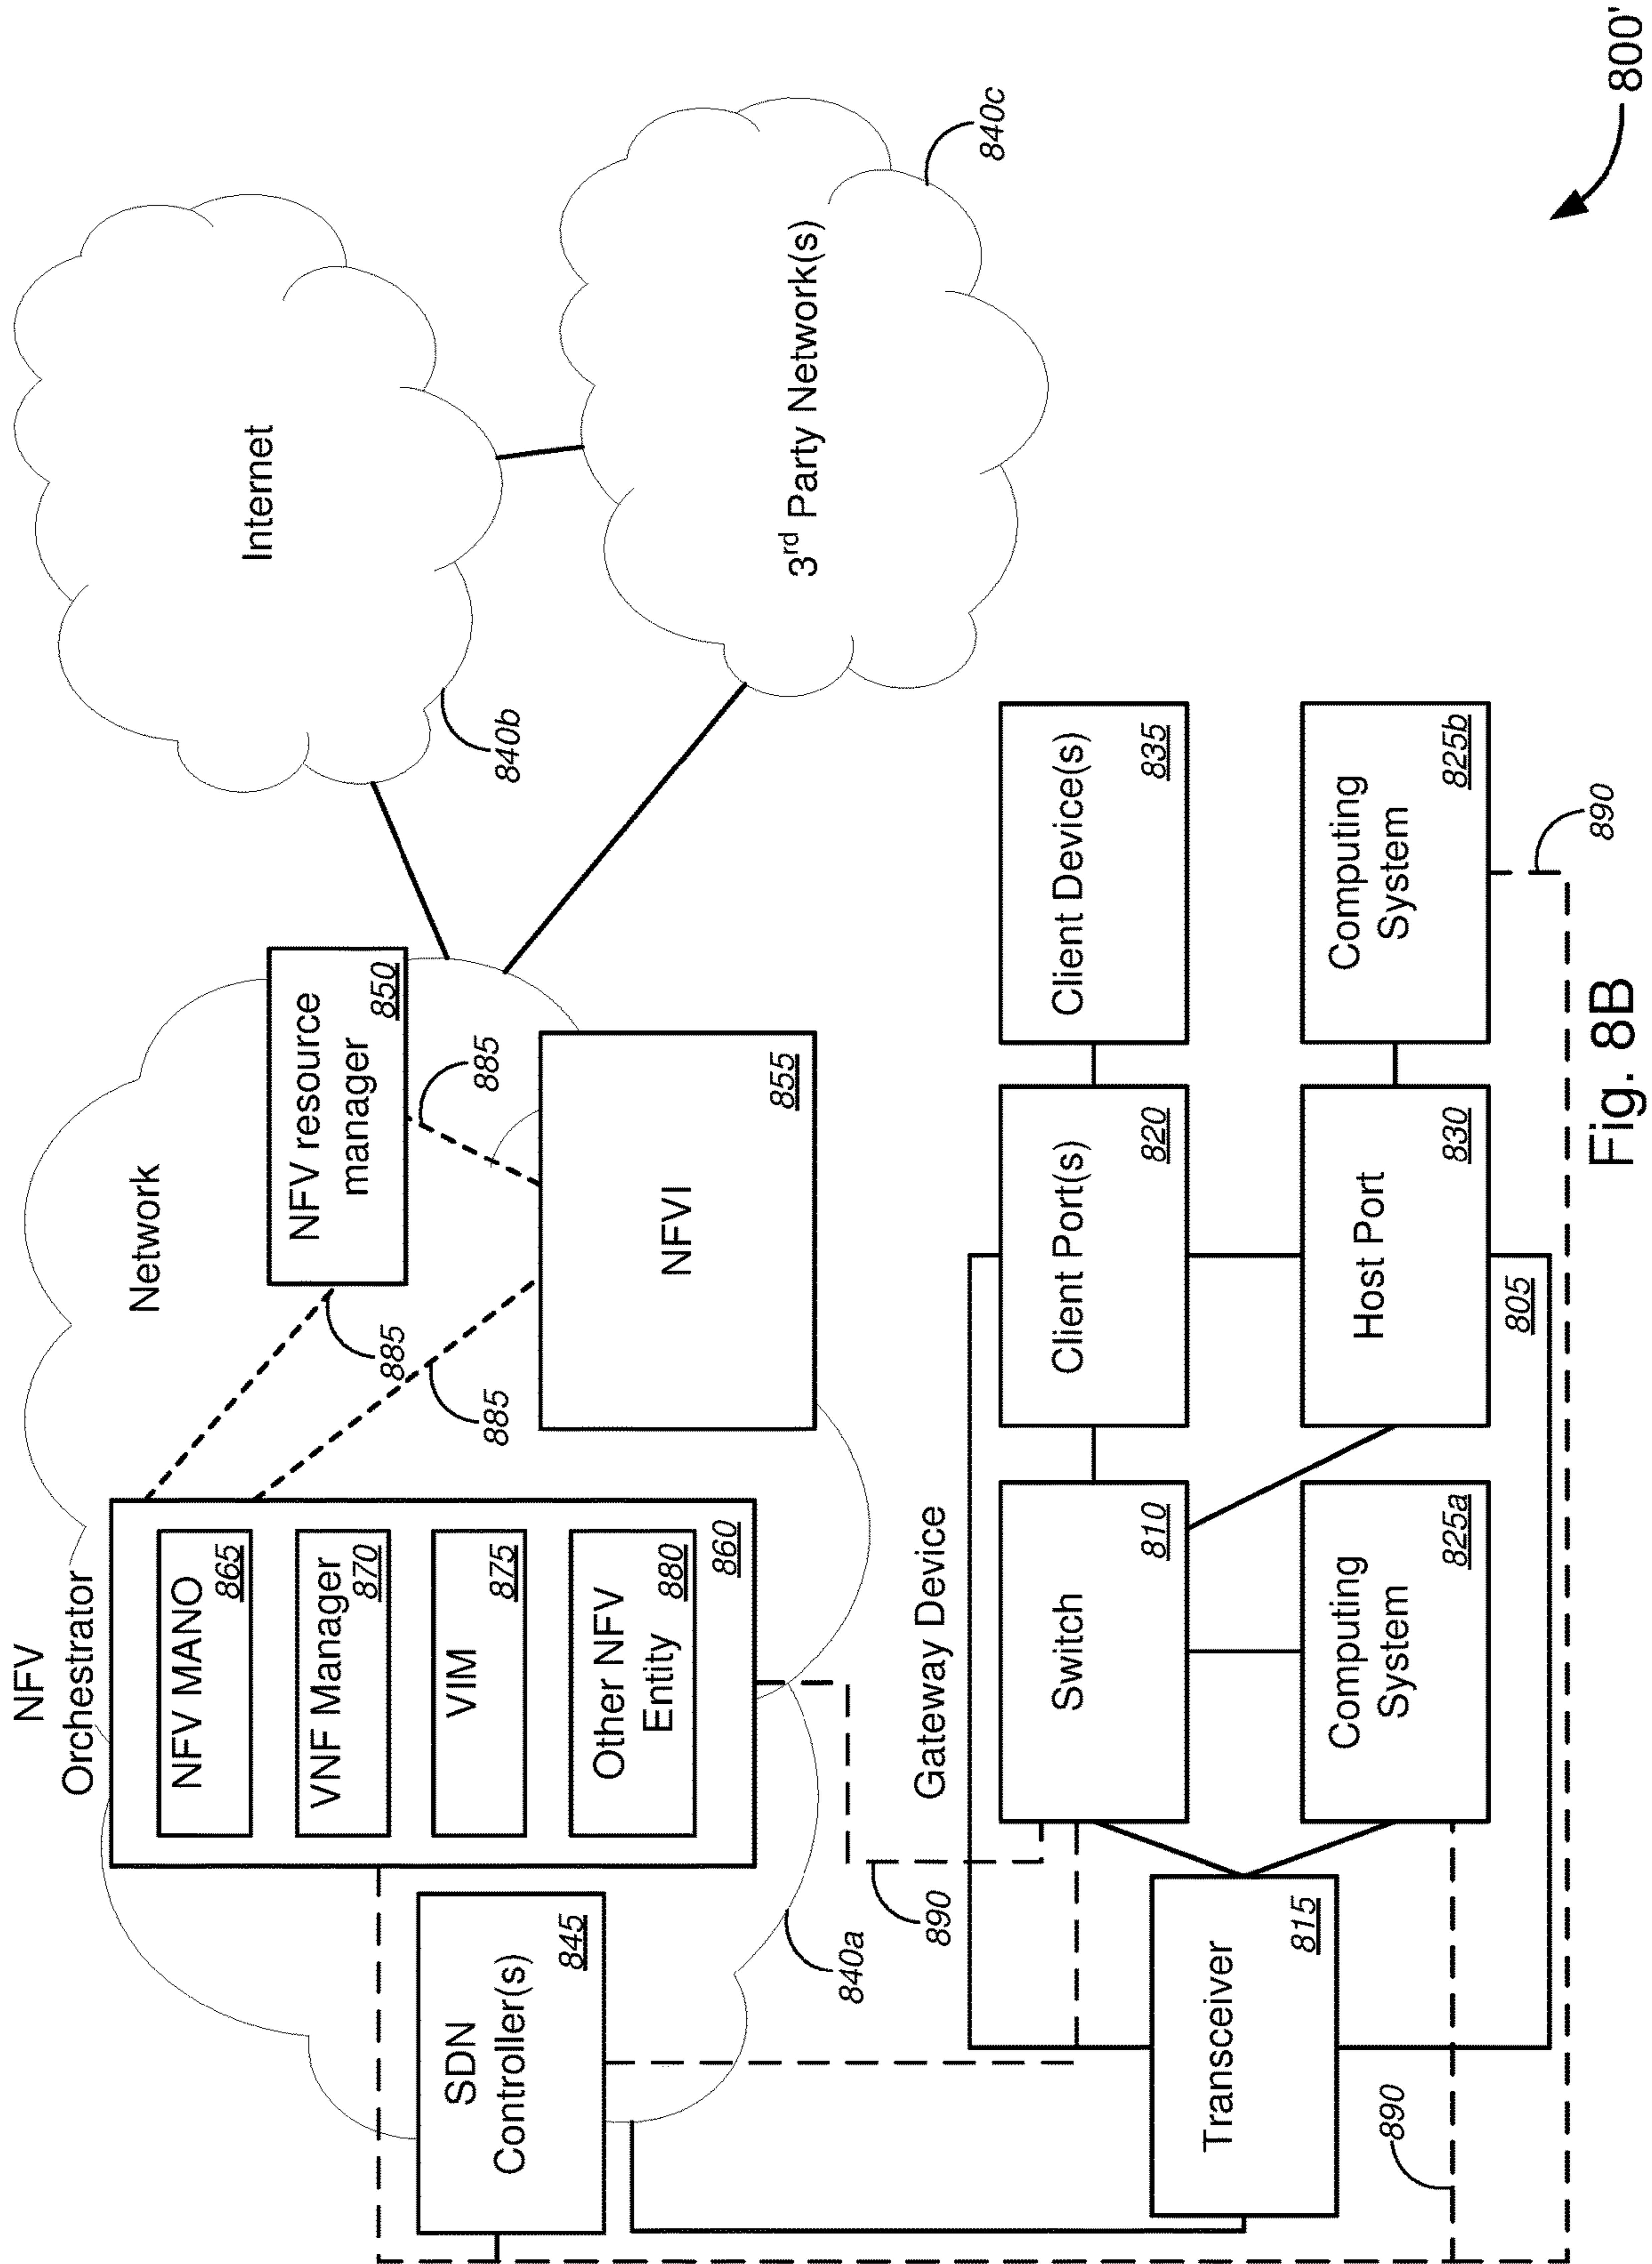 NFV
Orchestrator
NFV MANO
865
VNF Manager
870
VIM
875
Other NFV
Entity
880
860
SDN
Controller(s)
845
Network
NFV resource
manager
850
885
885
885
NFVI
855
840a
Internet
840b
3rd Party Network(s)
840c
890
Gateway Device
Switch
810
Client Port(s)
820
Client Device(s)
835
Transceiver
815
Computing
System
825a
Host Port
830
Computing
System
825b
805
890
890
Fig. 8B
800'